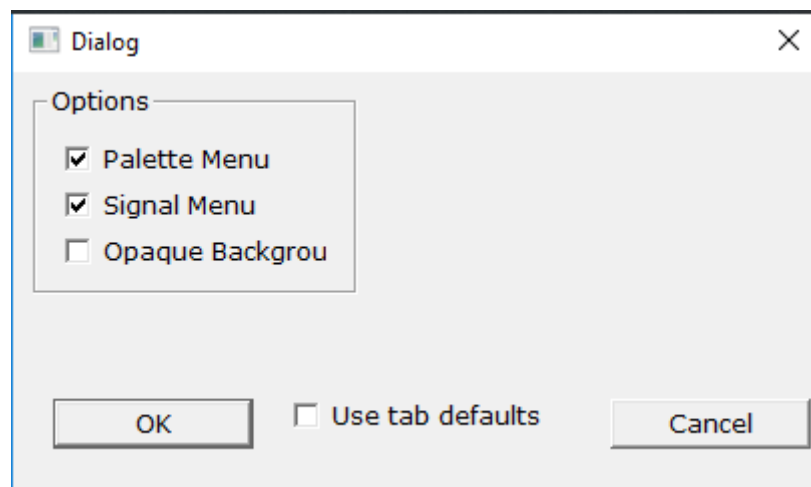 Dialog
Options
Palette Menu
Signal Menu
Opaque Backgrou
OK
Use tab defaults
Cancel